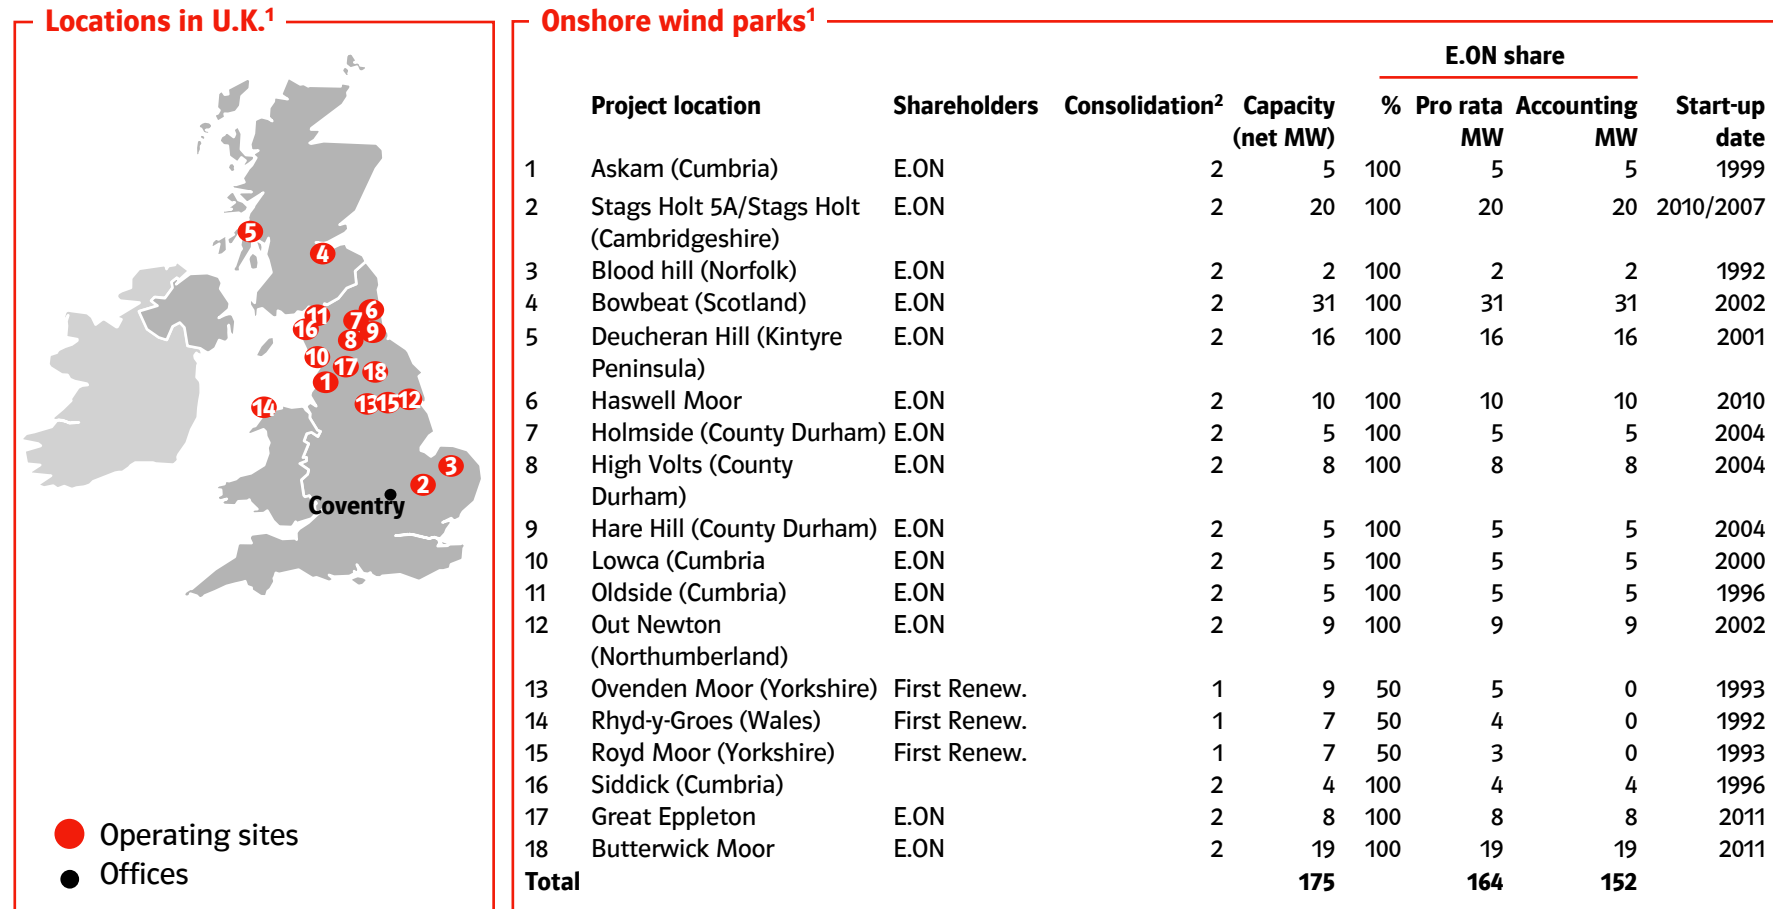 Locations in U.K.¹
5
4
6
11
7
16
9
8
10
17
18
1
14
13
15
12
3
2
Coventry
Operating sites
Offices
Onshore wind parks¹
E.ON share
Project location Shareholders Consolidation² Capacity % Pro rata Accounting Start-up
(net MW) MW MW date
1 Askam (Cumbria) E.ON 2 5 100 5 5 1999
2 Stags Holt 5A/Stags Holt E.ON 2 20 100 20 20 2010/2007
(Cambridgeshire)
3 Blood hill (Norfolk) E.ON 2 2 100 2 2 1992
4 Bowbeat (Scotland) E.ON 2 31 100 31 31 2002
5 Deucheran Hill (Kintyre E.ON 2 16 100 16 16 2001
Peninsula)
6 Haswell Moor E.ON 2 10 100 10 10 2010
7 Holmside (County Durham) E.ON 2 5 100 5 5 2004
8 High Volts (County E.ON 2 8 100 8 8 2004
Durham)
9 Hare Hill (County Durham) E.ON 2 5 100 5 5 2004
10 Lowca (Cumbria E.ON 2 5 100 5 5 2000
11 Oldside (Cumbria) E.ON 2 5 100 5 5 1996
12 Out Newton E.ON 2 9 100 9 9 2002
(Northumberland)
13 Ovenden Moor (Yorkshire) First Renew. 1 9 50 5 0 1993
14 Rhyd-y-Groes (Wales) First Renew. 1 7 50 4 0 1992
15 Royd Moor (Yorkshire) First Renew. 1 7 50 3 0 1993
16 Siddick (Cumbria) 2 4 100 4 4 1996
17 Great Eppleton E.ON 2 8 100 8 8 2011
18 Butterwick Moor E.ON 2 19 100 19 19 2011
Total 175 164 152